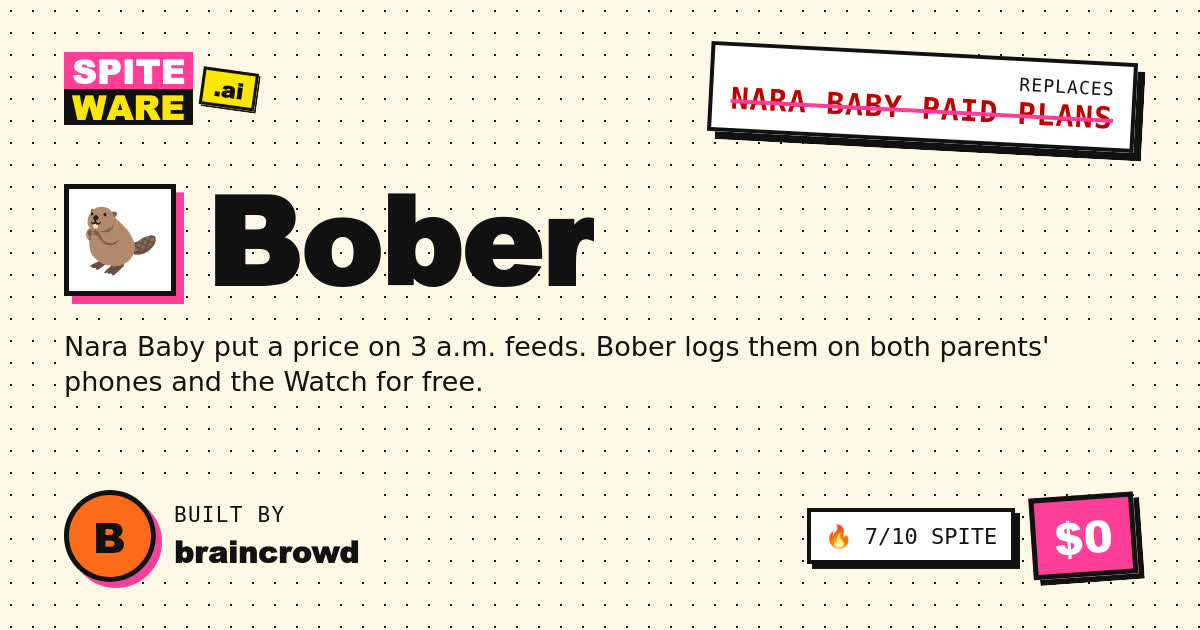 SPITE
WARE
.ai
REPLACES
NARA BABY PAID PLANS
Bober
Nara Baby put a price on 3 a.m. feeds. Bober logs them on both parents'
phones and the Watch for free.
B
BUILT BY
braincrowd
7/10 SPITE
$0